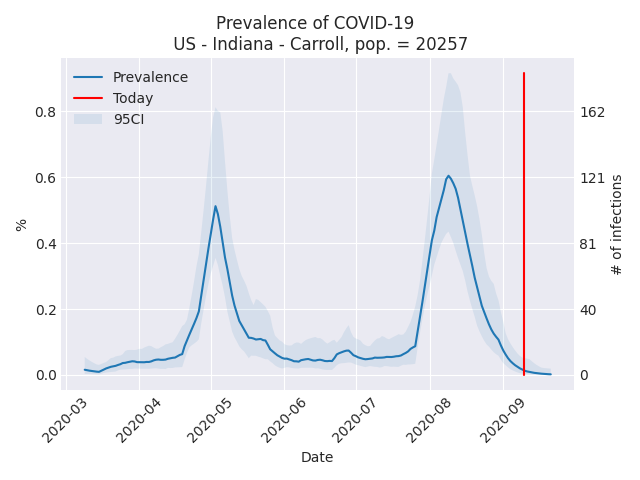 Prevalence of COVID-19
US - Indiana - Carroll, pop. = 20257
Prevalence
Today
95CI
%
0.8
0.6
0.4
0.2
0.0
162
121
81
40
0
# of infections
2020-03
2020-04
2020-05
2020-06
2020-07
2020-08
2020-09
Date